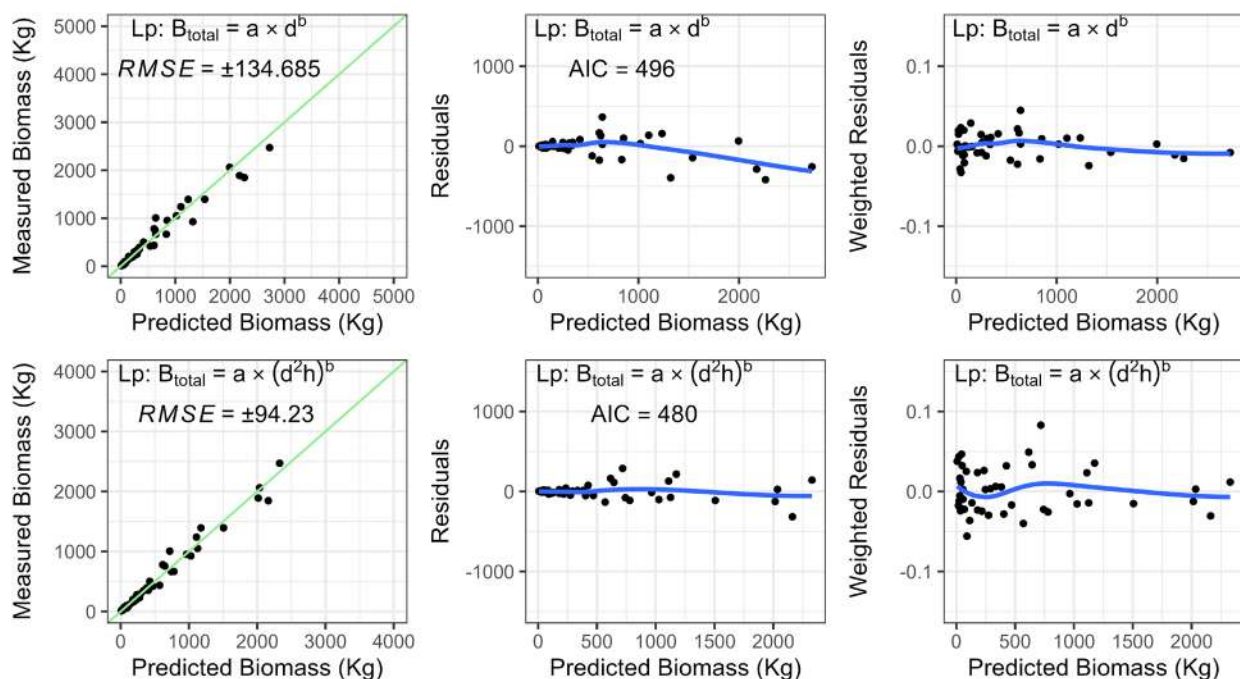 Lp: B_total = a × d^b
RMSE = ±134.685
Measured Biomass (Kg)
5000
4000
3000
2000
1000
0
0 1000 2000 3000 4000 5000
Predicted Biomass (Kg)
Lp: B_total = a × d^b
AIC = 496
Residuals
1000
0
-1000
0 1000 2000
Predicted Biomass (Kg)
Lp: B_total = a × d^b
Weighted Residuals
0.1
0.0
-0.1
0 1000 2000
Predicted Biomass (Kg)
Lp: B_total = a × (d²h)^b
RMSE = ±94.23
Measured Biomass (Kg)
4000
3000
2000
1000
0
0 1000 2000 3000 4000
Predicted Biomass (Kg)
Lp: B_total = a × (d²h)^b
AIC = 480
Residuals
1000
0
-1000
0 500 1000 1500 2000
Predicted Biomass (Kg)
Lp: B_total = a × (d²h)^b
Weighted Residuals
0.1
0.0
-0.1
0 500 1000 1500 2000
Predicted Biomass (Kg)